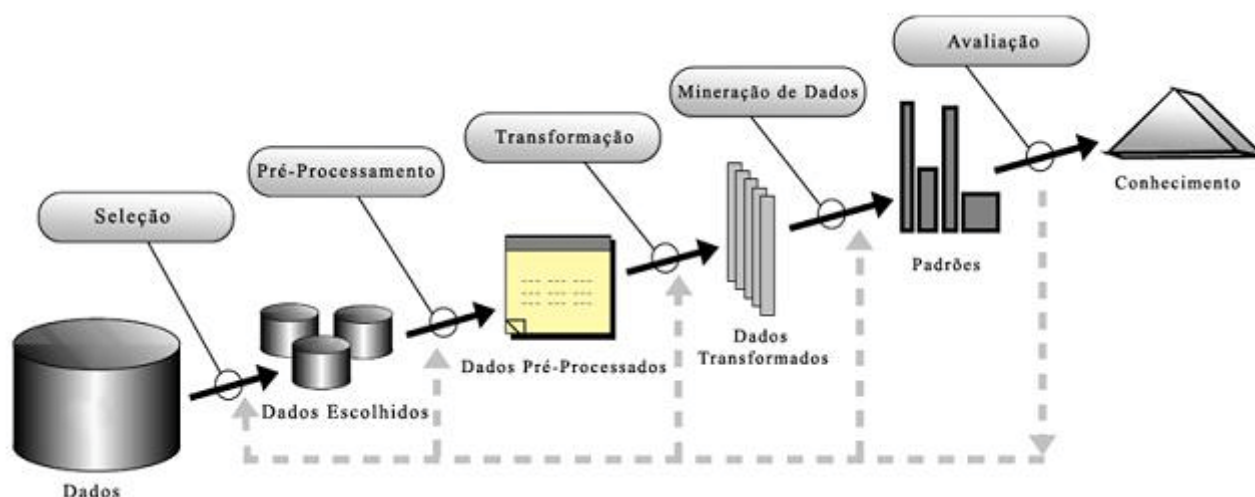 Seleção
Pré-Processamento
Transformação
Mineração de Dados
Avaliação
Dados
Dados Escolhidos
Dados Pré-Processados
Dados
Transformados
Padrões
Conhecimento